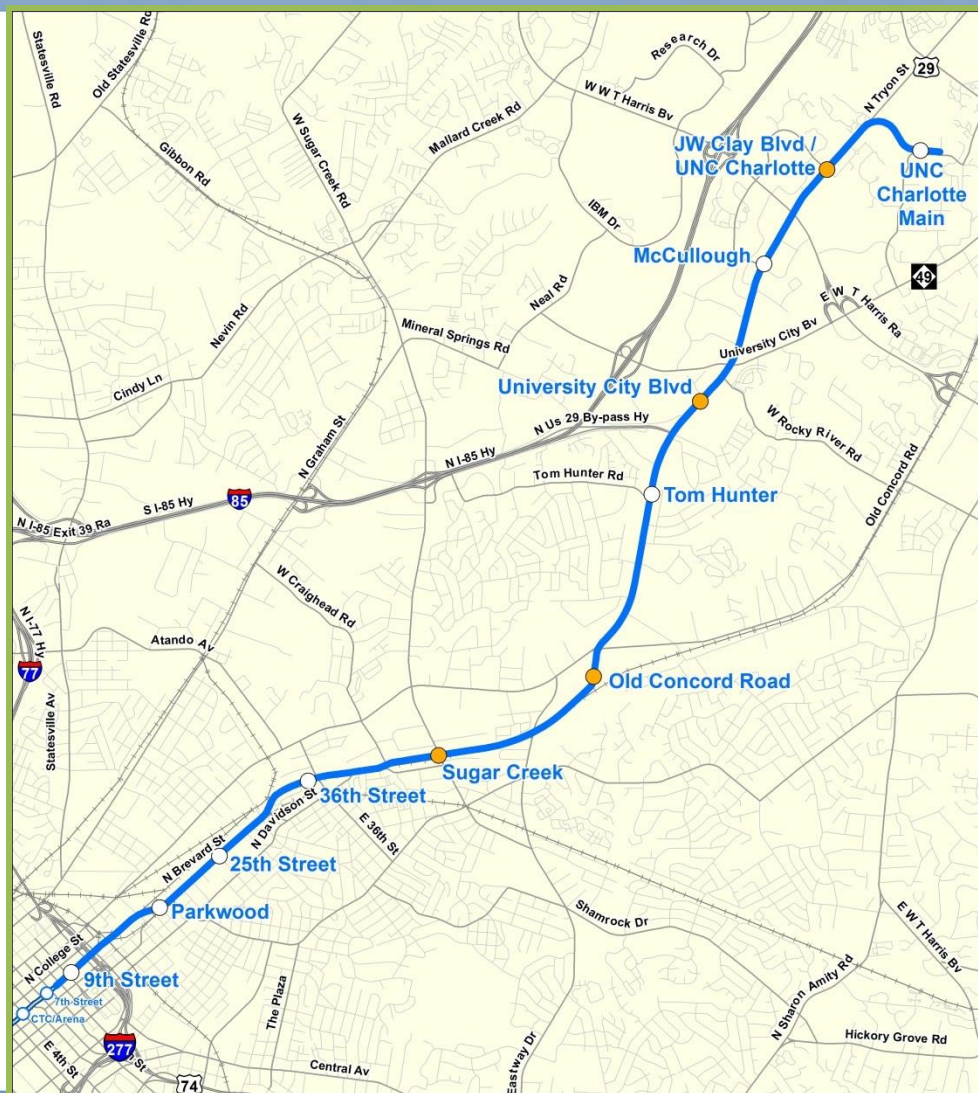 Statesville Rd
Old Statesville Rd
Research Dr
29
W W T Harris Bv
N Tryon St
W Sugar Creek Rd
Mallard Creek Rd
Gibbon Rd
JW Clay Blvd /
UNC Charlotte
UNC
Charlotte
Main
IBM Dr
McCullough
49
Nevin Rd
Neal Rd
E W T Harris Ra
Mineral Springs Rd
University City Bv
Cindy Ln
University City Blvd
W Rocky River Rd
N Us 29 By-pass Hy
N Graham St
N I-85 Hy
Tom Hunter Rd
Old Concord Rd
85
S I-85 Hy
Tom Hunter
N I-85 Exit 39 Ra
W Craighead Rd
N I-77 Hy
Atando Av
77
Old Concord Road
Statesville Av
Sugar Creek
36th Street
N Davidson St
E 36th St
N Brevard St
25th Street
Parkwood
Shamrock Dr
E W T Harris Bv
N College St
9th Street
7th Street
The Plaza
N Sharon Amity Rd
CTC/Arena
Hickory Grove Rd
277
E 4th St
th St
Central Av
Eastway Dr
74